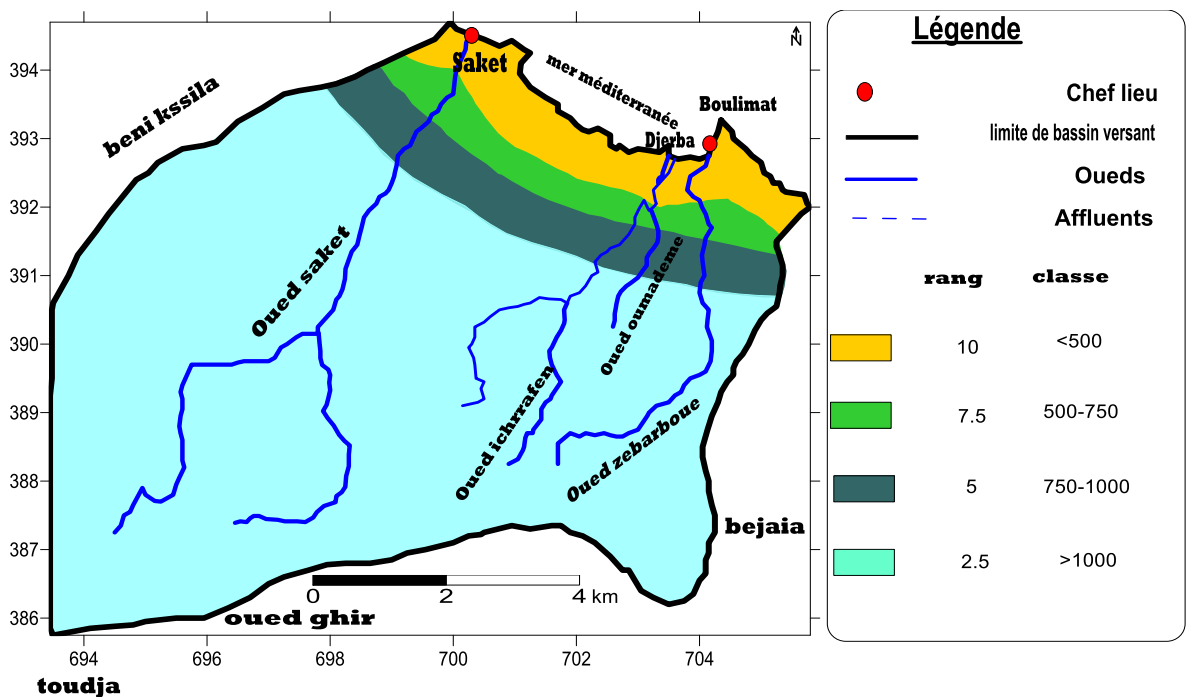 Légende
N
394
393
392
391
390
389
388
387
386
Saket
mer méditerranée
Boulimat
Djerba
beni kssila
Oued saket
Oued oumademe
Oued ichrrafen
Oued zebarboue
bejaia
0 2 4 km
oued ghir
694 696 698 700 702 704
toudja
Chef lieu
limite de bassin versant
Oueds
Affluents
rang classe
10 <500
7.5 500-750
5 750-1000
2.5 >1000